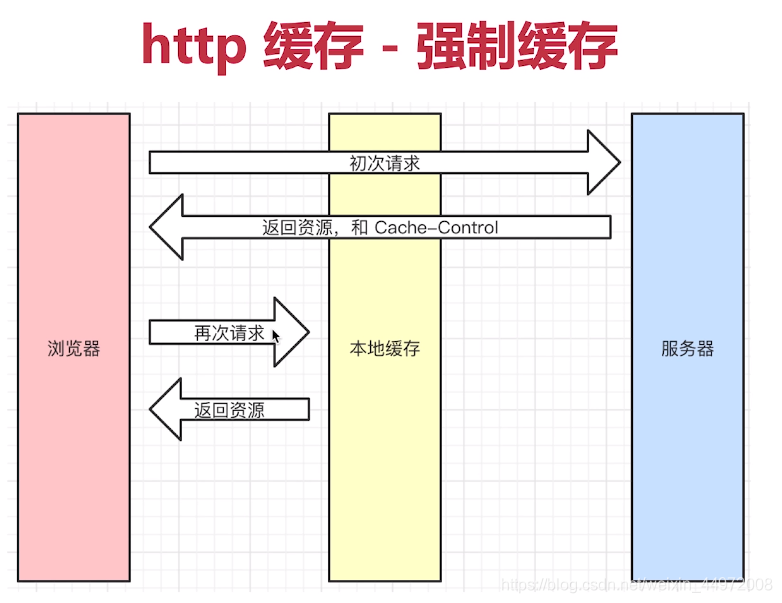 http 缓存 - 强制缓存
初次请求
返回资源，和 Cache-Control
再次请求
浏览器
本地缓存
服务器
返回资源
https://blog.csdn.net/weixin_44972008